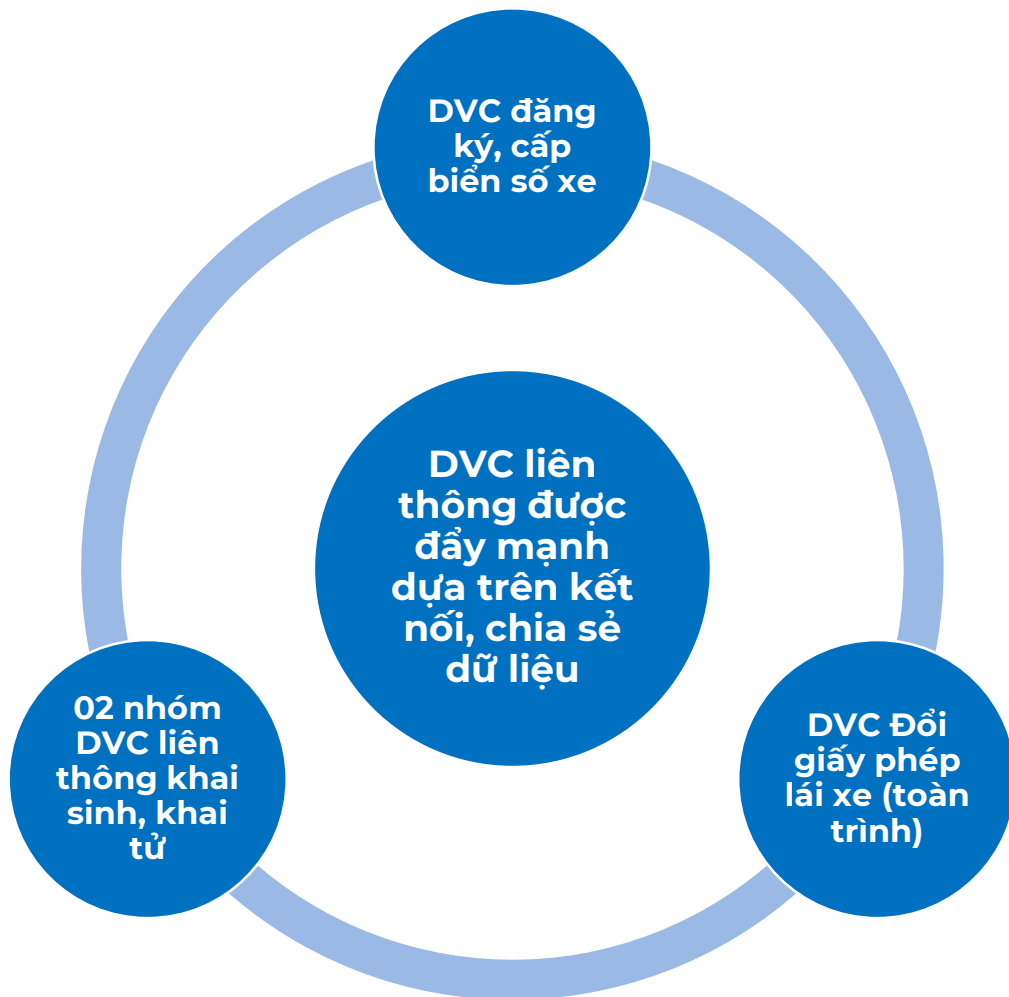 DVC đăng
ký, cấp
biển số xe
DVC liên
thông được
đẩy mạnh
dựa trên kết
nối, chia sẻ
dữ liệu
02 nhóm
DVC liên
thông khai
sinh, khai
tử
DVC Đổi
giấy phép
lái xe (toàn
trình)